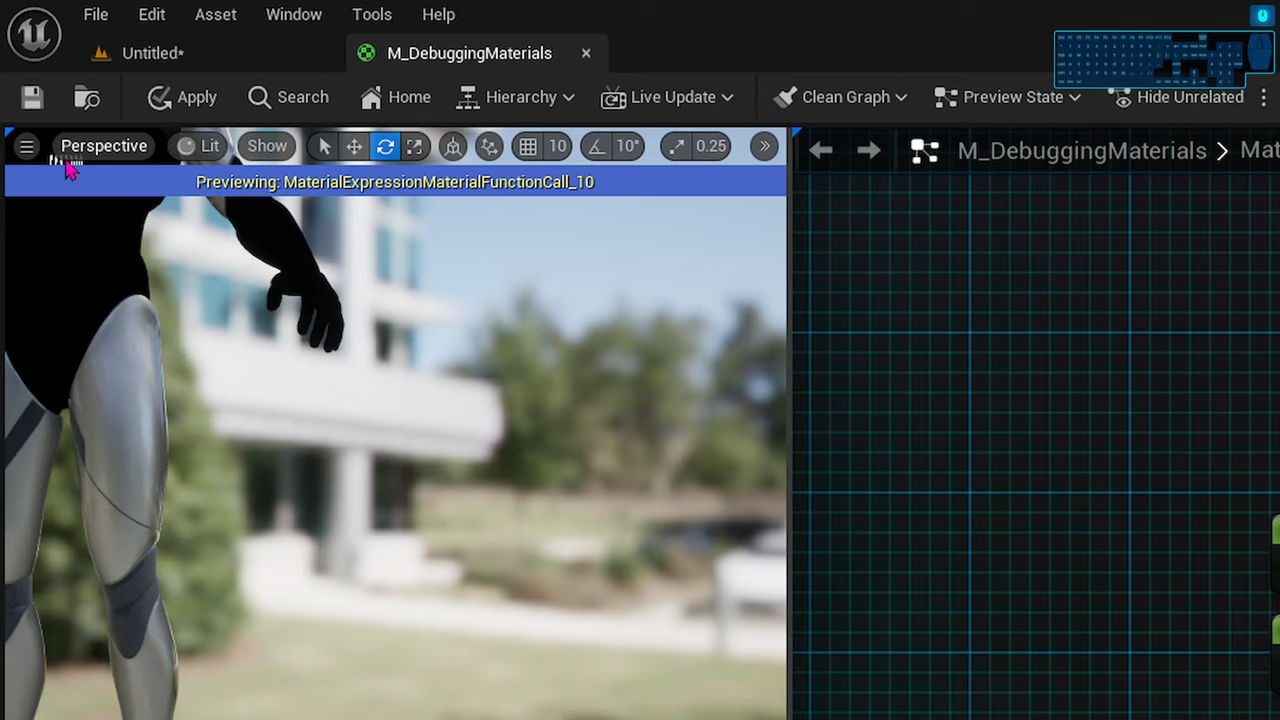 File Edit Asset Window Tools Help
Untitled* M_DebuggingMaterials
Apply Search Home Hierarchy Live Update Clean Graph Preview State Hide Unrelated
Perspective Lit Show 10 10° 0.25
M_DebuggingMaterials > Mat
Previewing: MaterialExpressionMaterialFunctionCall_10